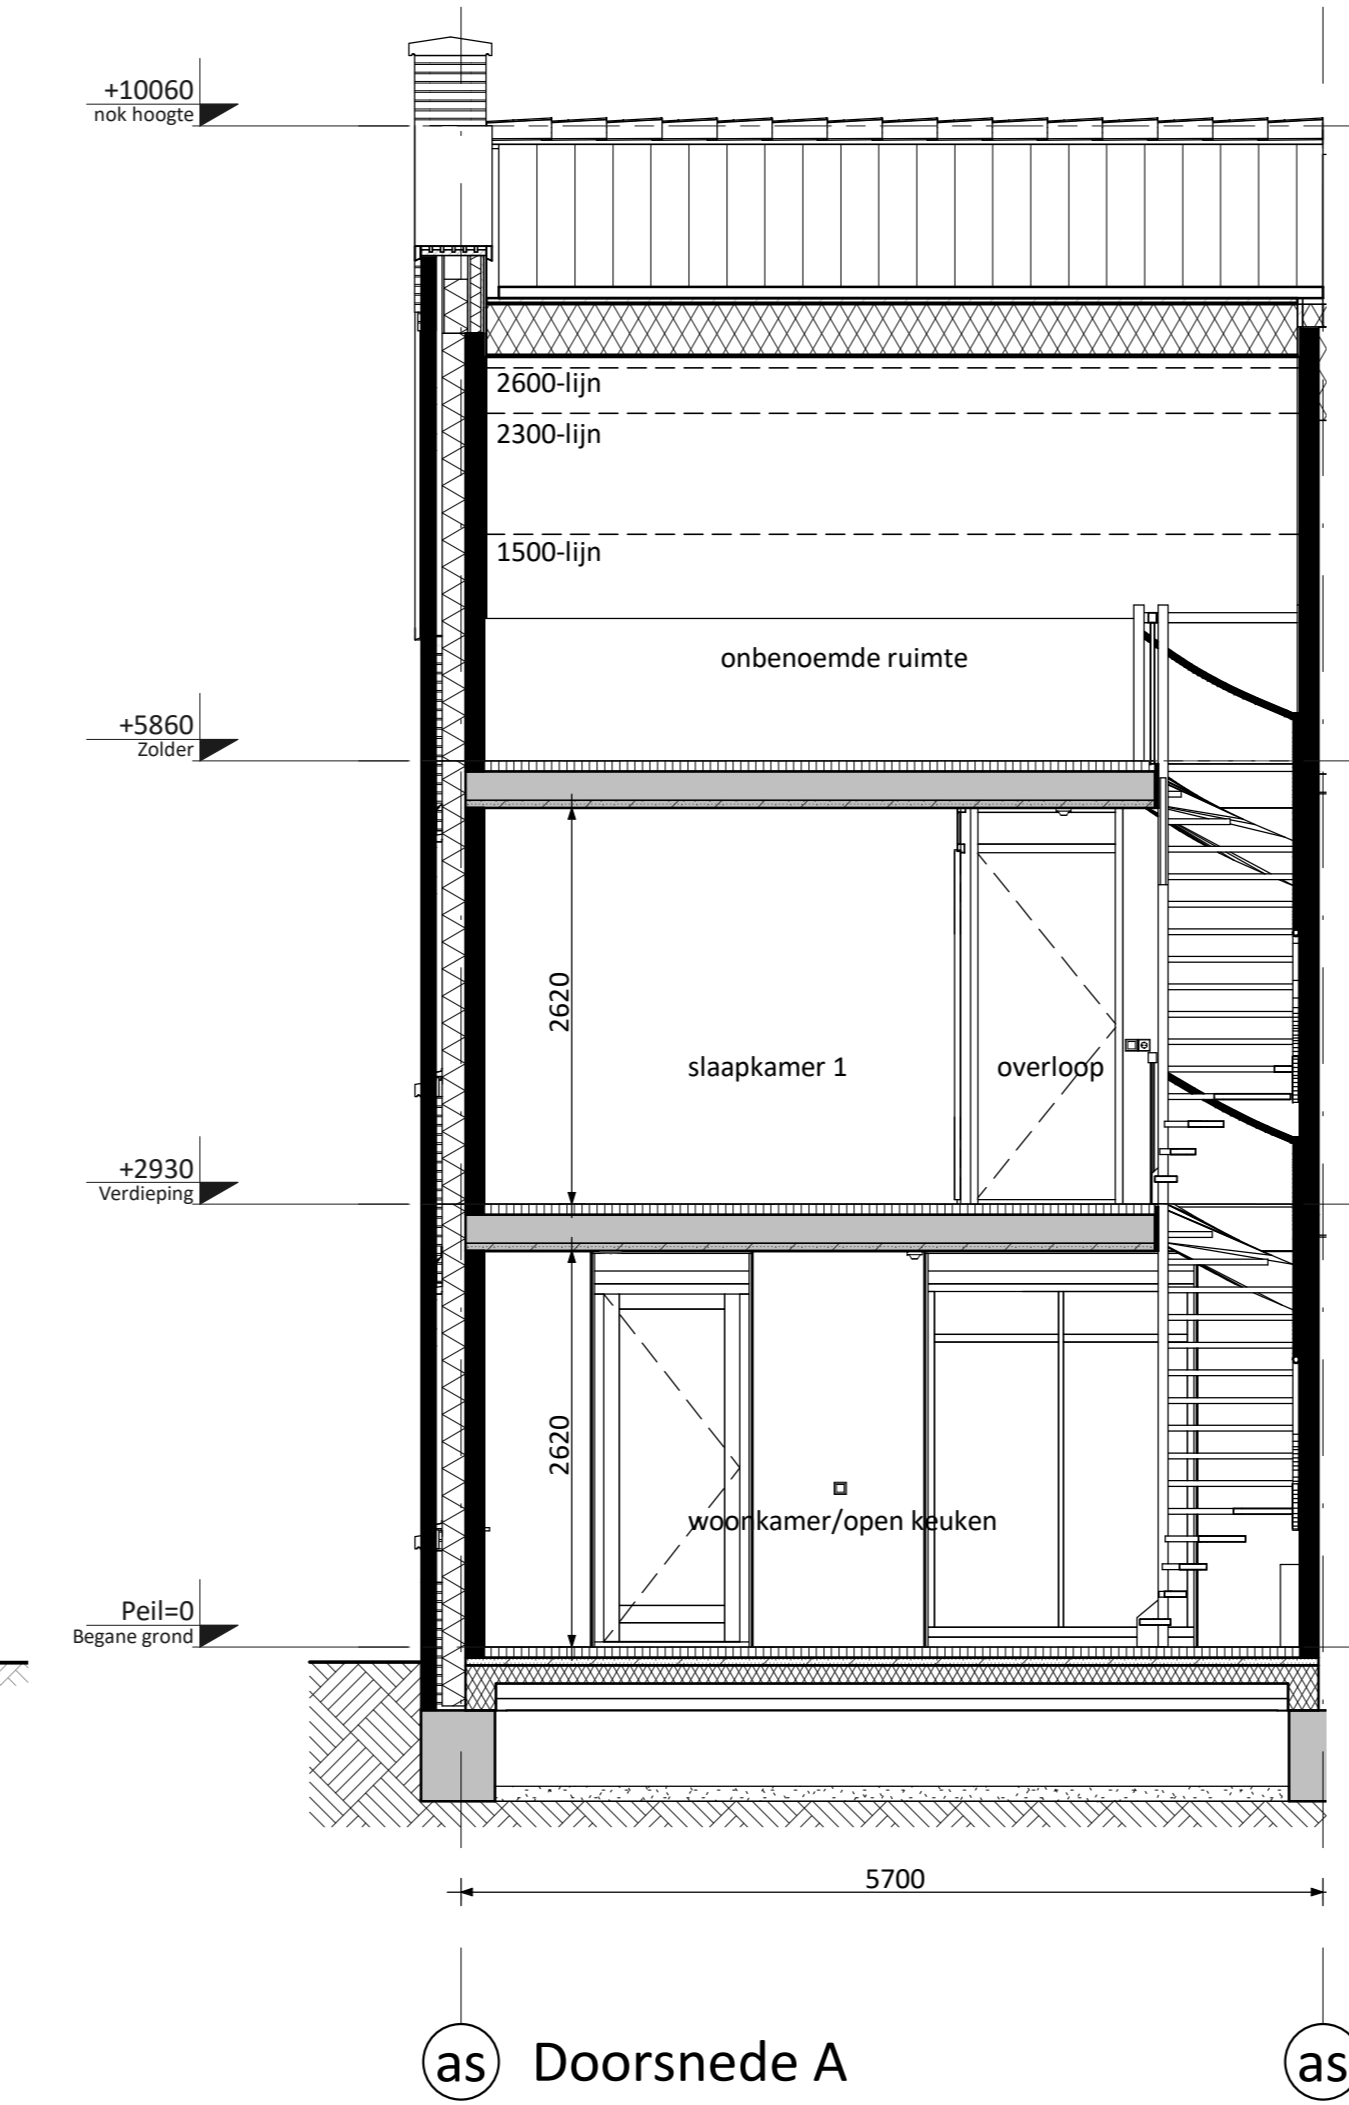 +10060
nok hoogte
2600-lijn
2300-lijn
1500-lijn
onbenoemde ruimte
+5860
Zolder
2620
slaapkamer 1
overloop
+2930
Verdieping
2620
woonkamer/open keuken
Peil=0
Begane grond
5700
as
Doorsnede A
as